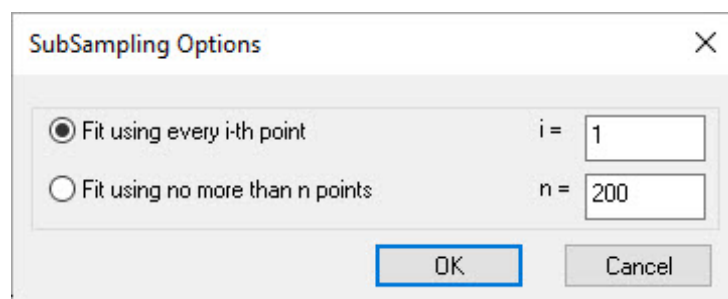 SubSampling Options
Fit using every i-th point i = 1
Fit using no more than n points n = 200
OK Cancel